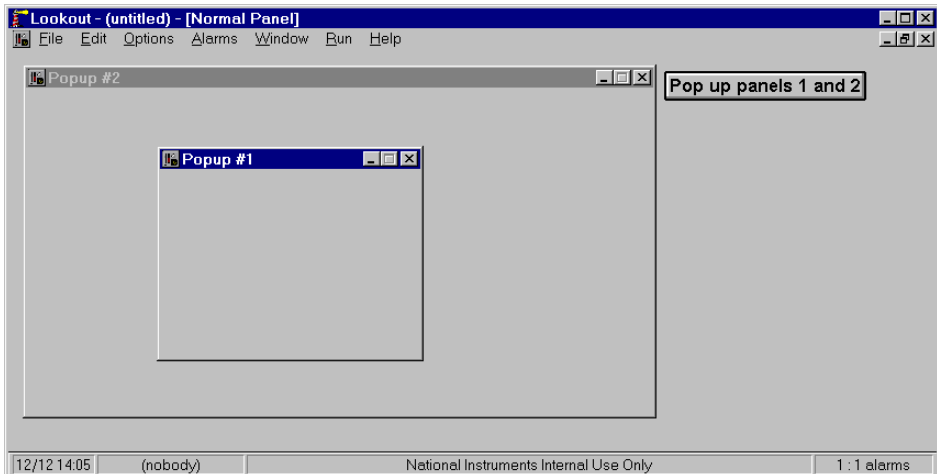 Lookout - (untitled) - [Normal Panel]
File Edit Options Alarms Window Run Help
Popup #2
Pop up panels 1 and 2
Popup #1
12/12 14:05 (nobody) National Instruments Internal Use Only 1 : 1 alarms